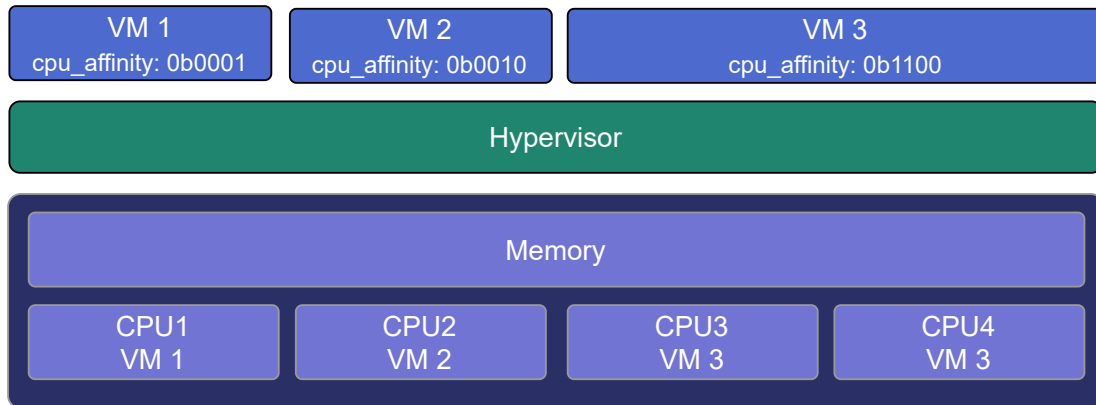 VM 1
cpu_affinity: 0b0001
VM 2
cpu_affinity: 0b0010
VM 3
cpu_affinity: 0b1100
Hypervisor
Memory
CPU1
VM 1
CPU2
VM 2
CPU3
VM 3
CPU4
VM 3